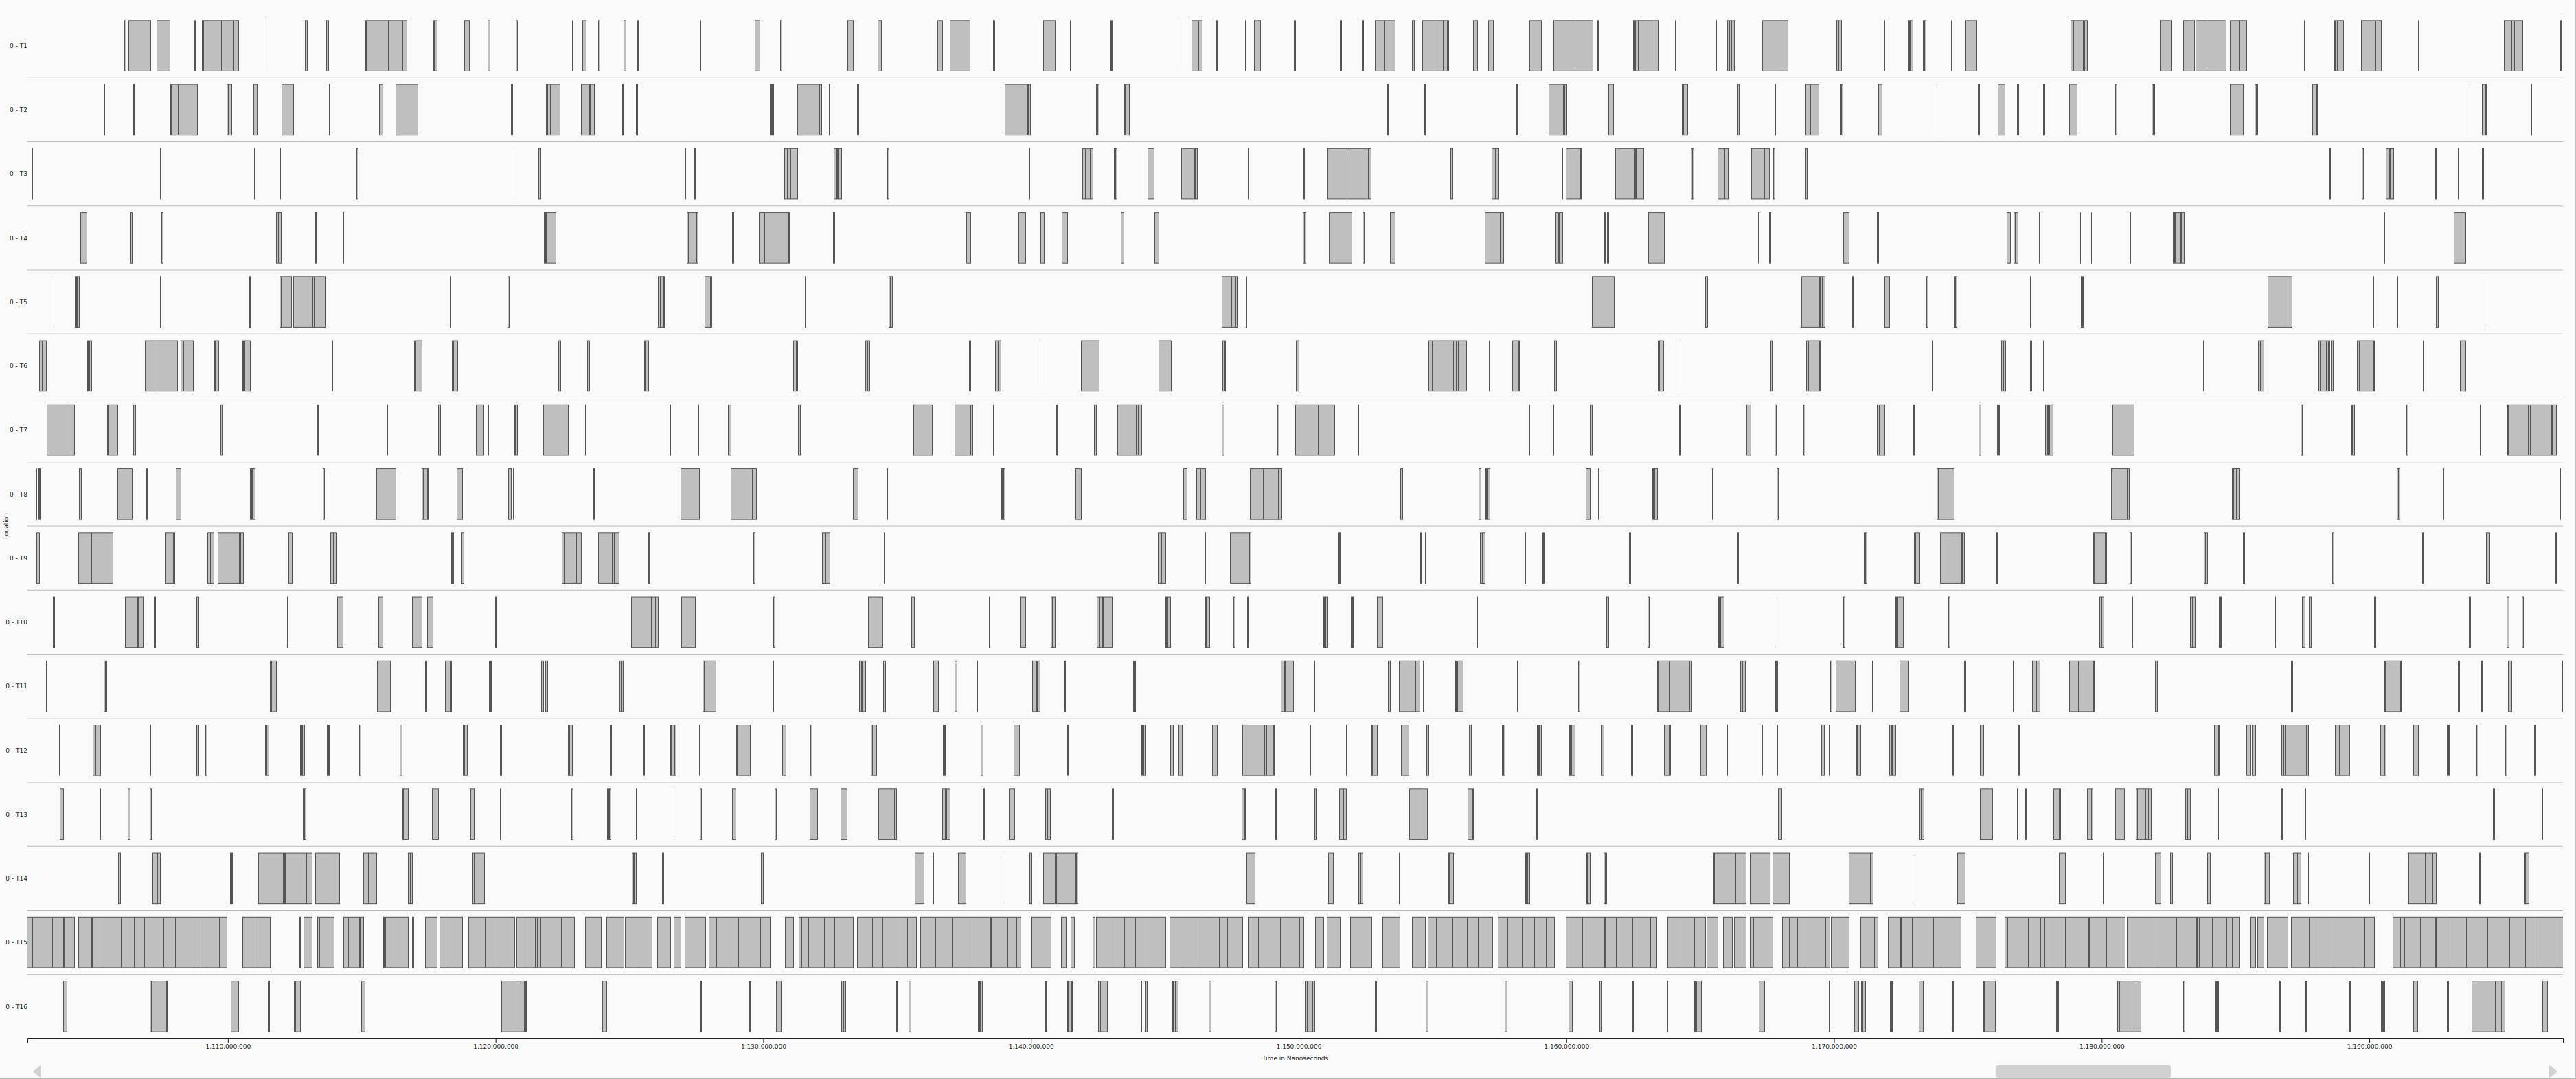 0 - T1
0 - T2
0 - T3
0 - T4
0 - T5
0 - T6
0 - T7
0 - T8
Location
0 - T9
0 - T10
0 - T11
0 - T12
0 - T13
0 - T14
0 - T15
0 - T16
1,110,000,000 1,120,000,000 1,130,000,000 1,140,000,000 1,150,000,000 1,160,000,000 1,170,000,000 1,180,000,000 1,190,000,000
Time in Nanoseconds